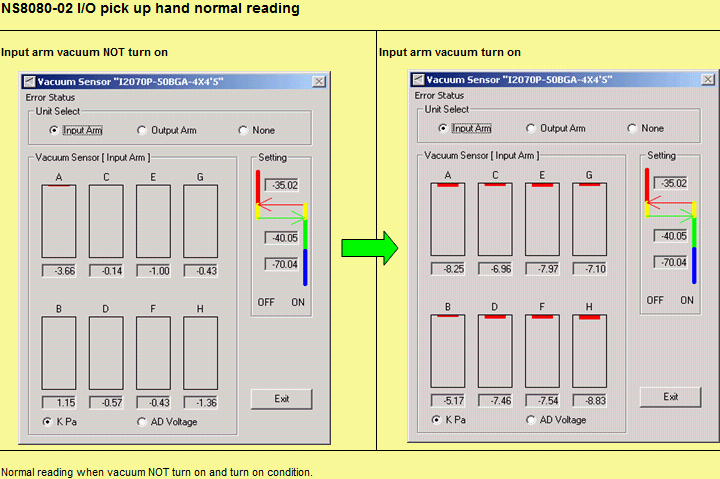 NS8080-02 I/O pick up hand normal reading
Input arm vacuum NOT turn on
Vacuum Sensor "I2070P-50BGA-4X4'S"
Error Status
Unit Select
Input Arm Output Arm None
Vacuum Sensor [ Input Arm ] Setting
A C E G
-35.02
-40.05
-70.04
-3.66 -0.14 -1.00 -0.43
OFF ON
B D F H
1.15 -0.57 -0.43 -1.36
Exit
K Pa AD Voltage
Input arm vacuum turn on
Vacuum Sensor "I2070P-50BGA-4X4'S"
Error Status
Unit Select
Input Arm Output Arm None
Vacuum Sensor [ Input Arm ] Setting
A C E G
-35.02
-40.05
-70.04
-8.25 -6.96 -7.97 -7.10
OFF ON
B D F H
-5.17 -7.46 -7.54 -8.83
Exit
K Pa AD Voltage
Normal reading when vacuum NOT turn on and turn on condition.